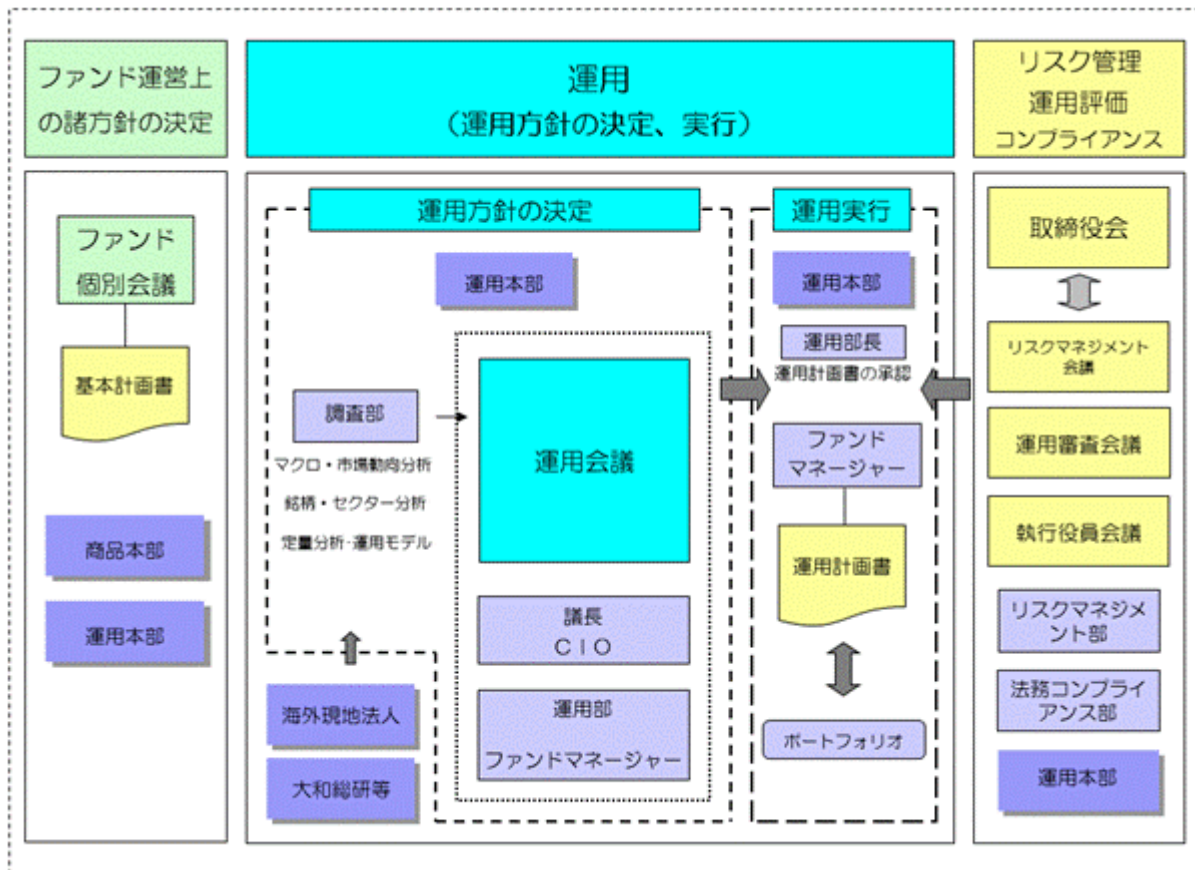 ファンド運営上
の諸方針の決定
運用
（運用方針の決定、実行）
リスク管理
運用評価
コンプライアンス
ファンド
個別会議
基本計画書
商品本部
運用本部
運用方針の決定
運用本部
調査部
マクロ・市場動向分析
銘柄・セクター分析
定量分析・運用モデル
運用会議
議長
ＣＩＯ
運用部
ファンドマネージャー
海外現地法人
大和総研等
運用実行
運用本部
運用部長
運用計画書の承認
ファンド
マネージャー
運用計画書
ポートフォリオ
取締役会
リスクマネジメント
会議
運用審査会議
執行役員会議
リスクマネジメ
ント部
法務コンプライ
アンス部
運用本部